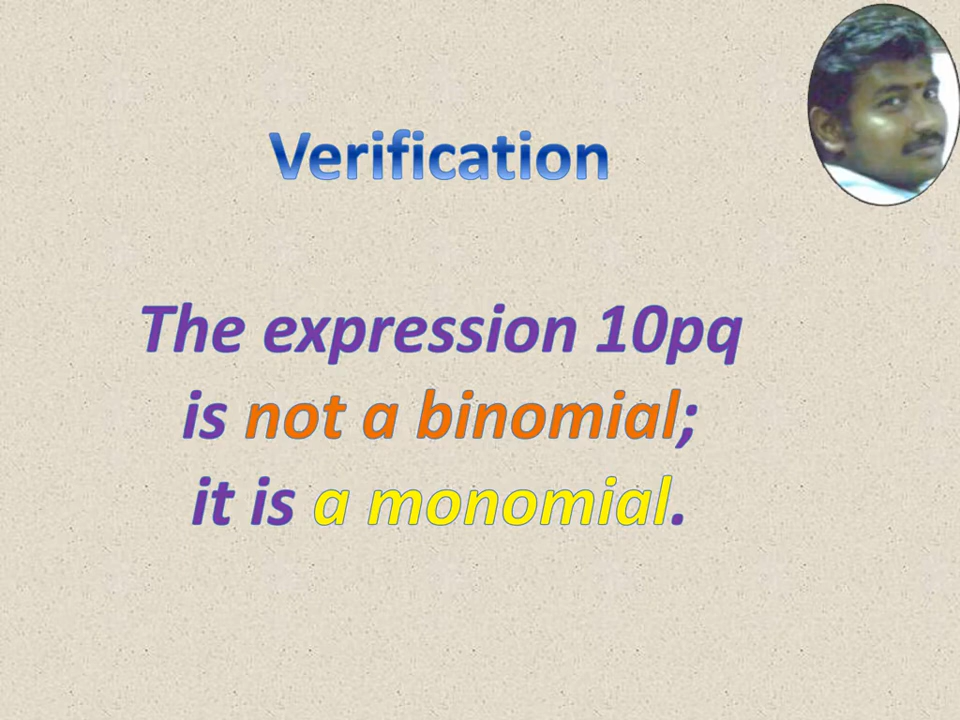 Verification
The expression 10pq
is not a binomial;
it is a monomial.